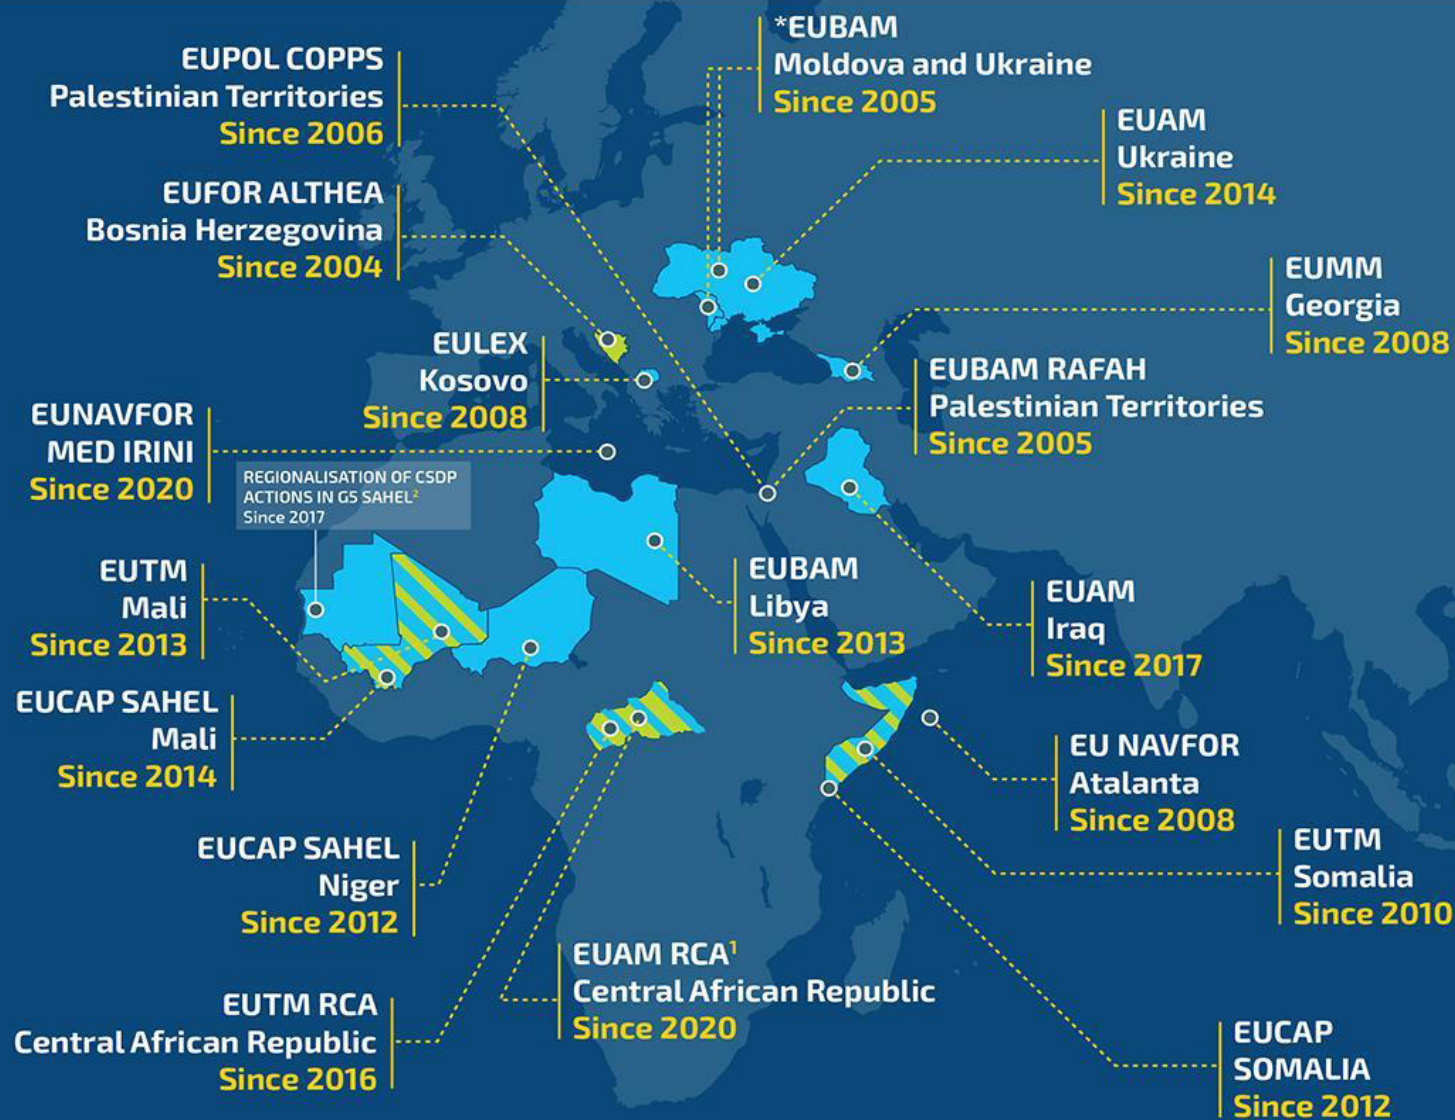 *EUBAM
Moldova and Ukraine
Since 2005
EUPOL COPPS
Palestinian Territories
Since 2006
EUAM
Ukraine
Since 2014
EUFOR ALTHEA
Bosnia Herzegovina
Since 2004
EUMM
Georgia
Since 2008
EULEX
Kosovo
Since 2008
EUBAM RAFAH
Palestinian Territories
Since 2005
EUNAVFOR
MED IRINI
Since 2020
REGIONALISATION OF CSDP
ACTIONS IN G5 SAHEL²
Since 2017
EUTM
Mali
Since 2013
EUBAM
Libya
Since 2013
EUAM
Iraq
Since 2017
EUCAP SAHEL
Mali
Since 2014
EU NAVFOR
Atalanta
Since 2008
EUCAP SAHEL
Niger
Since 2012
EUTM
Somalia
Since 2010
EUAM RCA¹
Central African Republic
Since 2020
EUTM RCA
Central African Republic
Since 2016
EUCAP
SOMALIA
Since 2012